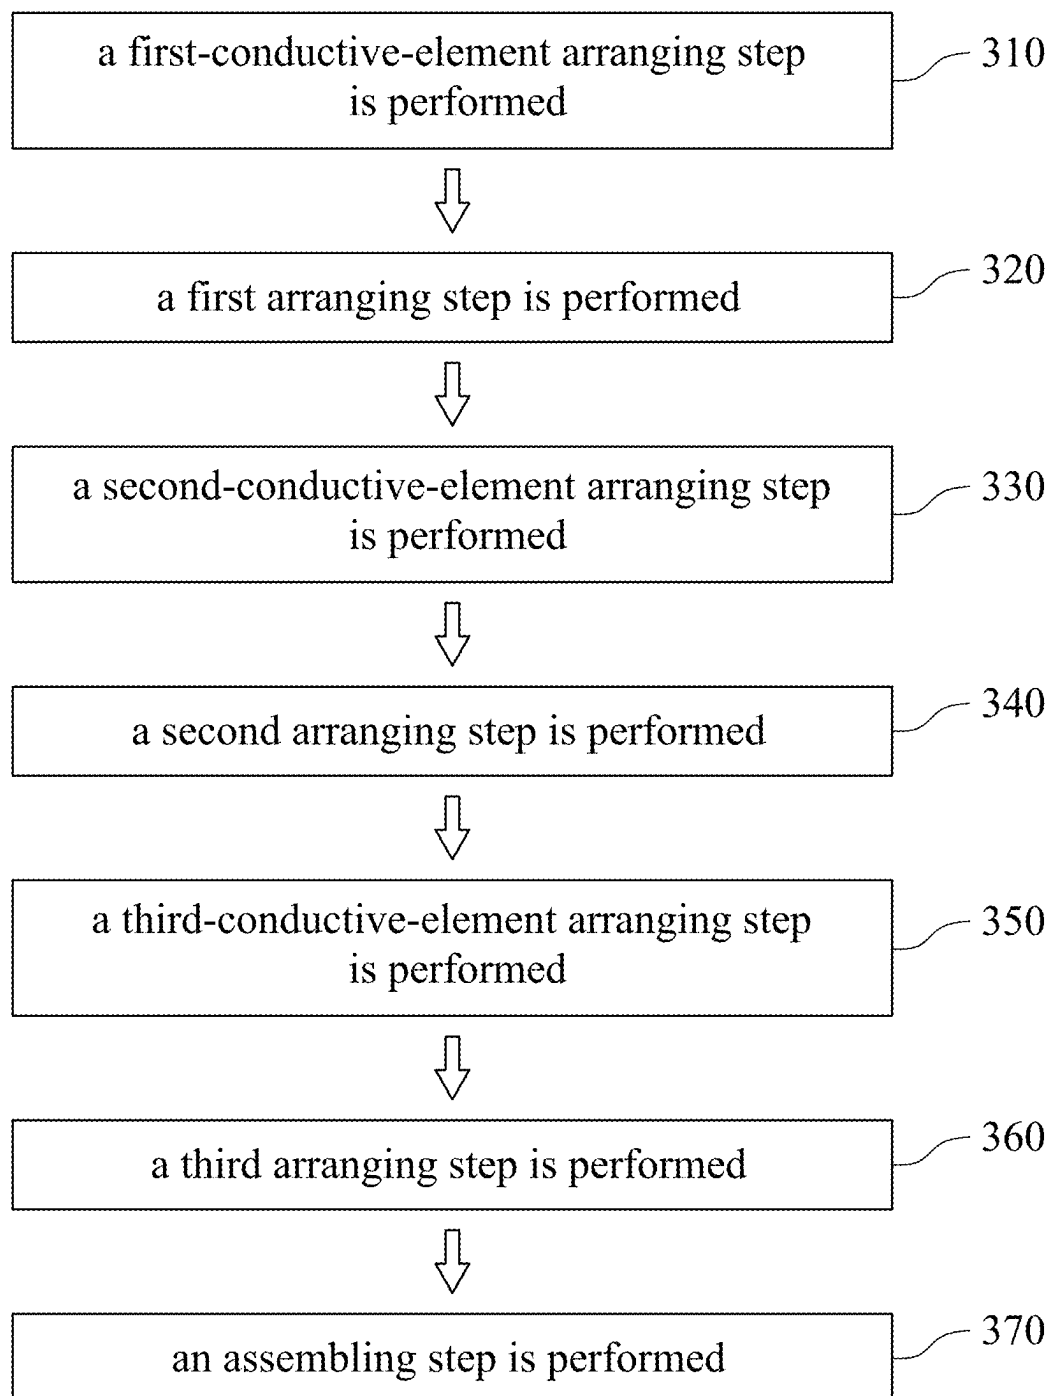 a first-conductive-element arranging step
is performed
310
a first arranging step is performed
320
a second-conductive-element arranging step
is performed
330
a second arranging step is performed
340
a third-conductive-element arranging step
is performed
350
a third arranging step is performed
360
an assembling step is performed
370